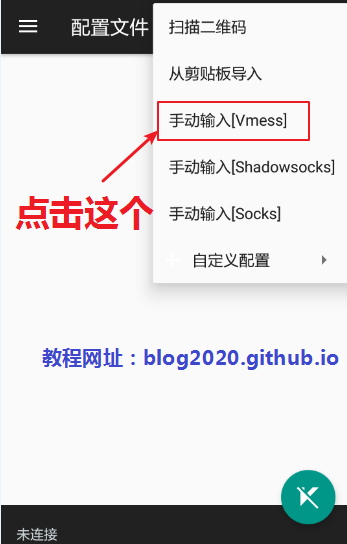 配置文件
扫描二维码
从剪贴板导入
手动输入[Vmess]
手动输入[Shadowsocks]
点击这个
手动输入[Socks]
自定义配置
教程网址：blog2020.github.io
未连接